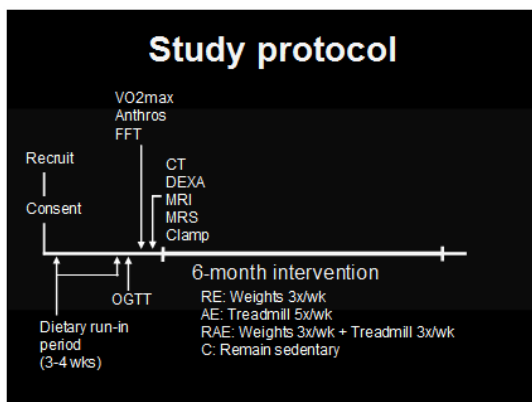 Study protocol
VO2max
Anthros
FFT
Recruit
Consent
CT
DEXA
MRI
MRS
Clamp
OGTT
Dietary run-in
period
(3-4 wks)
6-month intervention
RE: Weights 3x/wk
AE: Treadmill 5x/wk
RAE: Weights 3x/wk + Treadmill 3x/wk
C: Remain sedentary